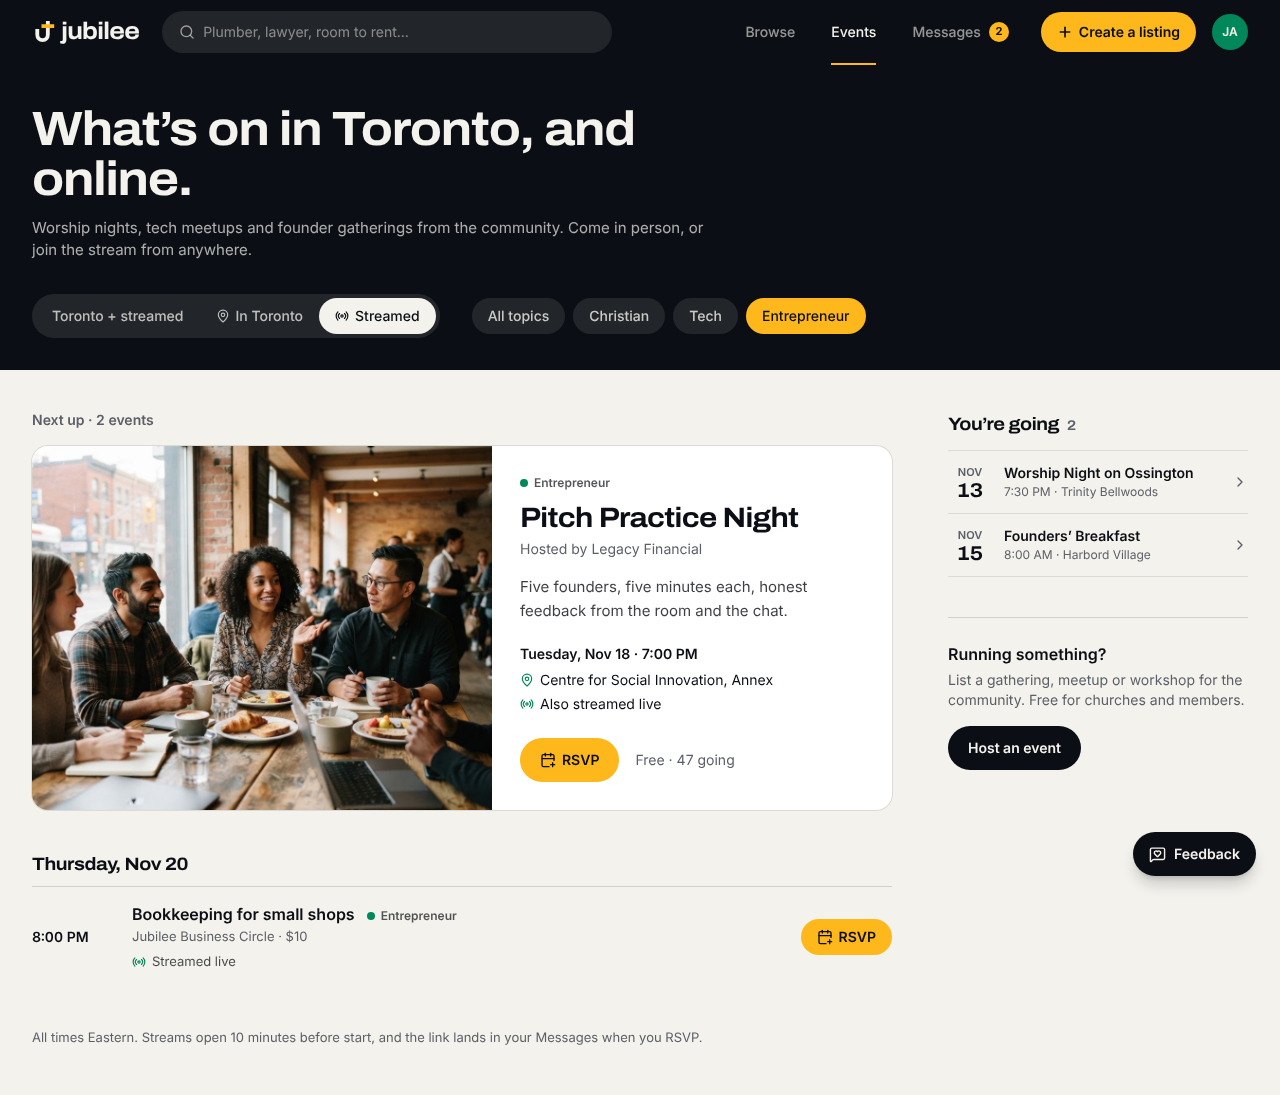 jubilee
Plumber, lawyer, room to rent...
Browse
Events
Messages 2
Create a listing
JA
What’s on in Toronto, and
online.
Worship nights, tech meetups and founder gatherings from the community. Come in person, or
join the stream from anywhere.
Toronto + streamed
In Toronto
Streamed
All topics
Christian
Tech
Entrepreneur
Next up · 2 events
Entrepreneur
Pitch Practice Night
Hosted by Legacy Financial
Five founders, five minutes each, honest
feedback from the room and the chat.
Tuesday, Nov 18 · 7:00 PM
Centre for Social Innovation, Annex
Also streamed live
RSVP
Free · 47 going
You’re going 2
NOV
13
Worship Night on Ossington
7:30 PM · Trinity Bellwoods
NOV
15
Founders’ Breakfast
8:00 AM · Harbord Village
Running something?
List a gathering, meetup or workshop for the
community. Free for churches and members.
Host an event
Feedback
Thursday, Nov 20
8:00 PM
Bookkeeping for small shops
Entrepreneur
Jubilee Business Circle · $10
Streamed live
RSVP
All times Eastern. Streams open 10 minutes before start, and the link lands in your Messages when you RSVP.